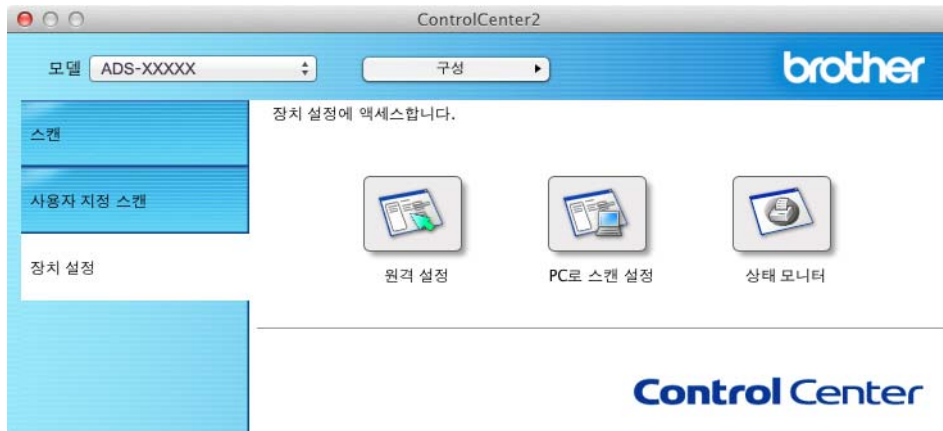 ControlCenter2
모델 ADS-XXXXX 구성 brother
스캔
사용자 지정 스캔
장치 설정
장치 설정에 액세스합니다.
원격 설정 PC로 스캔 설정 상태 모니터
Control Center